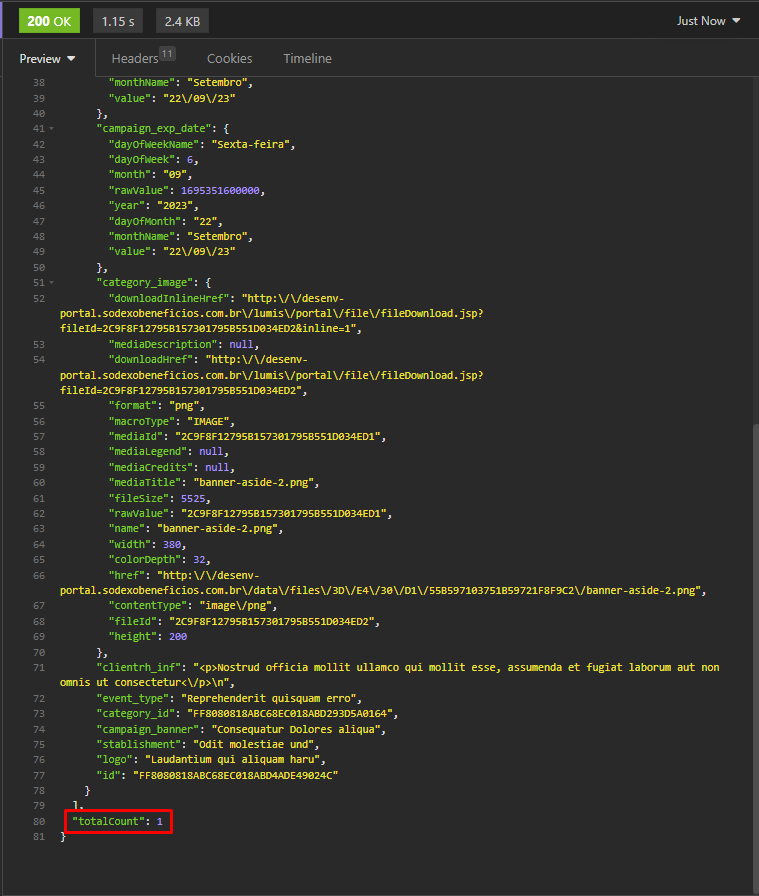 200 OK 1.15 s 2.4 KB Just Now
Preview Headers 11 Cookies Timeline
38 "monthName": "Setembro",
39 "value": "22\/09\/23"
40 },
41 "campaign_exp_date": {
42 "dayOfWeekName": "Sexta-feira",
43 "dayOfWeek": 6,
44 "month": "09",
45 "rawValue": 1695351600000,
46 "year": "2023",
47 "dayOfMonth": "22",
48 "monthName": "Setembro",
49 "value": "22\/09\/23"
50 },
51 "category_image": {
52 "downloadInlineHref": "http:\/\/desenv-
portal.sodexobeneficios.com.br\/lumis\/portal\/file\/fileDownload.jsp?
fileId=2C9F8F12795B157301795B551D034ED2&inline=1",
53 "mediaDescription": null,
54 "downloadHref": "http:\/\/desenv-
portal.sodexobeneficios.com.br\/lumis\/portal\/file\/fileDownload.jsp?
fileId=2C9F8F12795B157301795B551D034ED2",
55 "format": "png",
56 "macroType": "IMAGE",
57 "mediaId": "2C9F8F12795B157301795B551D034ED1",
58 "mediaLegend": null,
59 "mediaCredits": null,
60 "mediaTitle": "banner-aside-2.png",
61 "fileSize": 5525,
62 "rawValue": "2C9F8F12795B157301795B551D034ED1",
63 "name": "banner-aside-2.png",
64 "width": 380,
65 "colorDepth": 32,
66 "href": "http:\/\/desenv-
portal.sodexobeneficios.com.br\/data\/files\/3D\/E4\/30\/D1\/55B597103751B59721F8F9C2\/banner-aside-2.png",
67 "contentType": "image\/png",
68 "fileId": "2C9F8F12795B157301795B551D034ED2",
69 "height": 200
70 },
71 "clientrh_inf": "<p>Nostrud officia mollit ullamco qui mollit esse, assumenda et fugiat laborum aut non
omnis ut consectetur<\/p>\n",
72 "event_type": "Reprehenderit quisquam erro",
73 "category_id": "FF8080818ABC68EC018ABD293D5A0164",
74 "campaign_banner": "Consequatur Dolores aliqua",
75 "stablishment": "Odit molestiae und",
76 "logo": "Laudantium qui aliquam haru",
77 "id": "FF8080818ABC68EC018ABD4ADE49024C"
78 }
79 ],
80 "totalCount": 1
81 }